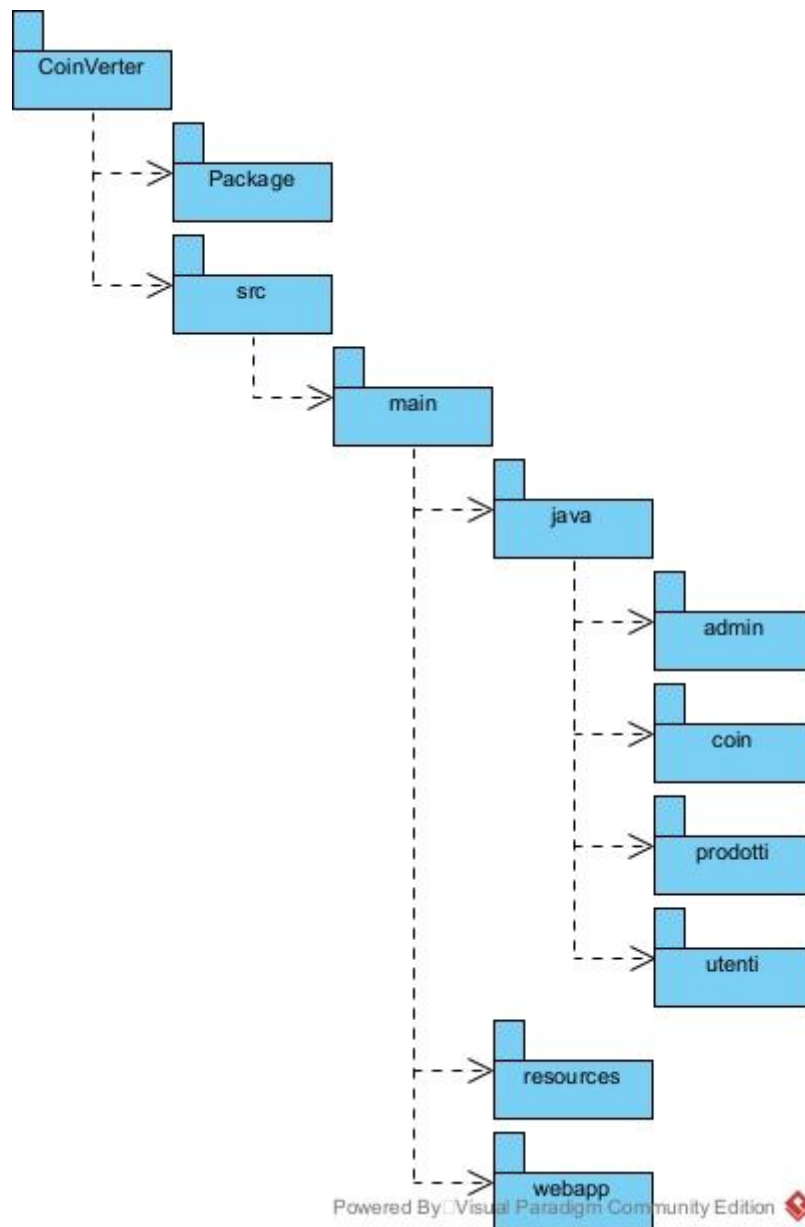 CoinVerter
Package
src
main
java
admin
coin
prodotti
utenti
resources
webapp
Powered By Visual Paradigm Community Edition